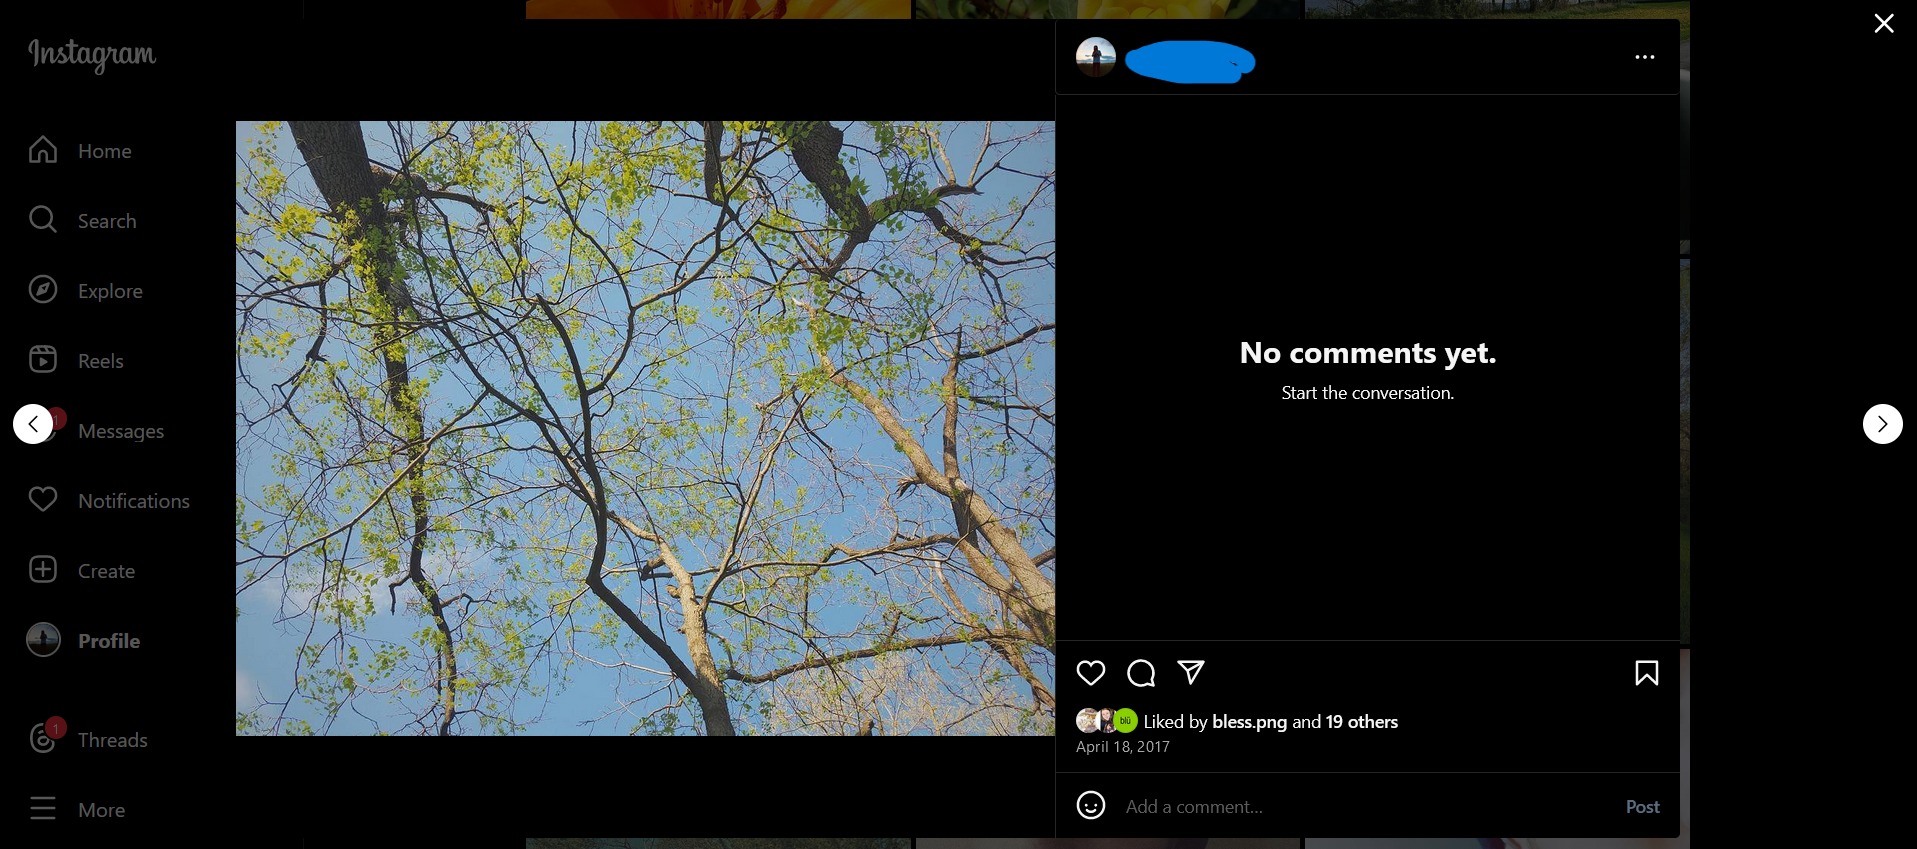 Instagram
Home
Search
Explore
Reels
1
Messages
Notifications
Create
Profile
1
Threads
More
No comments yet.
Start the conversation.
blü
Liked by bless.png and 19 others
April 18, 2017
Add a comment...
Post